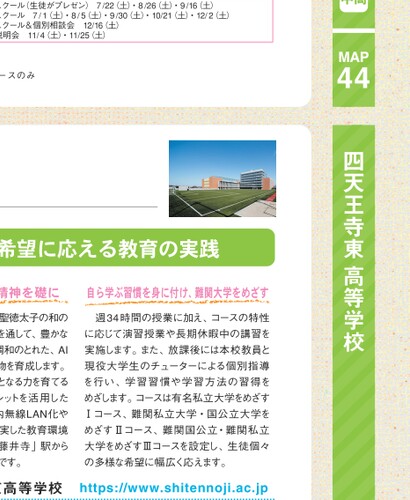 スクール（生徒がプレゼン） 7/22（土）・8/26（土）・9/16（土）
スクール 7/1（土）・8/5（土）・9/30（土）・10/21（土）・12/2（土）
スクール＆個別相談会 12/16（土）
説明会 11/4（土）・11/25（土）
ースのみ
MAP
44
四天王寺東 高等学校
希望に応える教育の実践
精神を礎に
聖徳太子の和の
を通して、豊かな
調和のとれた、AI
物を育成します。
となる力を育てる
レットを活用した
内無線LAN化や
実した教育環境
藤井寺」駅から
です。
自ら学ぶ習慣を身に付け、難関大学をめざす
週34時間の授業に加え、コースの特性
に応じて演習授業や長期休暇中の講習を
実施します。また、放課後には本校教員と
現役大学生のチューターによる個別指導
を行い、学習習慣や学習方法の習得を
めざします。コースは有名私立大学をめざす
Ⅰコース、難関私立大学・国公立大学を
めざすⅡコース、難関国公立・難関私立
大学をめざすⅢコースを設定し、生徒個々
の多様な希望に幅広く応えます。
高等学校 https://www.shitennoji.ac.jp